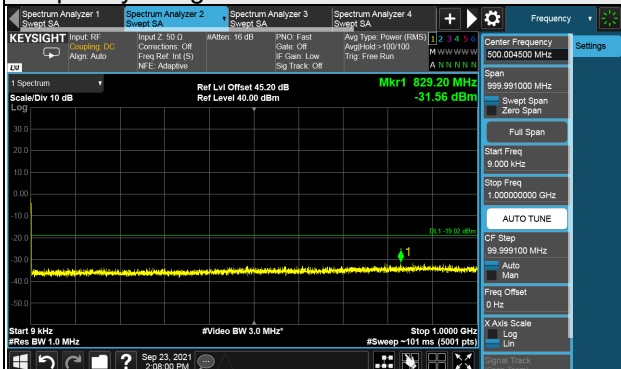 Spectrum Analyzer 1
Swept SA
Spectrum Analyzer 2
Swept SA
Spectrum Analyzer 3
Swept SA
Spectrum Analyzer 4
Swept SA
Frequency
KEYSIGHT
Input: RF
Coupling: DC
Align: Auto
Input Z: 50 Ω
Corrections: Off
Freq Ref: Int (S)
NFE: Adaptive
#Atten: 16 dB
PNO: Fast
Gate: Off
IF Gain: Low
Sig Track: Off
Avg Type: Power (RMS)
Avg|Hold:>100/100
Trig: Free Run
1 2 3 4 5 6
M W W W W W
A N N N N N
LXI
1 Spectrum
Scale/Div 10 dB
Log
Ref Lvl Offset 45.20 dB
Ref Level 40.00 dBm
Mkr1 829.20 MHz
-31.56 dBm
30.0
20.0
10.0
0.00
-10.0
-20.0
-30.0
-40.0
-50.0
DL1 -19.02 dBm
1
Start 9 kHz
#Res BW 1.0 MHz
#Video BW 3.0 MHz*
Stop 1.0000 GHz
#Sweep ~101 ms (5001 pts)
Sep 23, 2021
2:08:00 PM
Center Frequency
500.004500 MHz
Settings
Span
999.991000 MHz
Swept Span
Zero Span
Full Span
Start Freq
9.000 kHz
Stop Freq
1.000000000 GHz
AUTO TUNE
CF Step
99.999100 MHz
Auto
Man
Freq Offset
0 Hz
X Axis Scale
Log
Lin
Signal Track